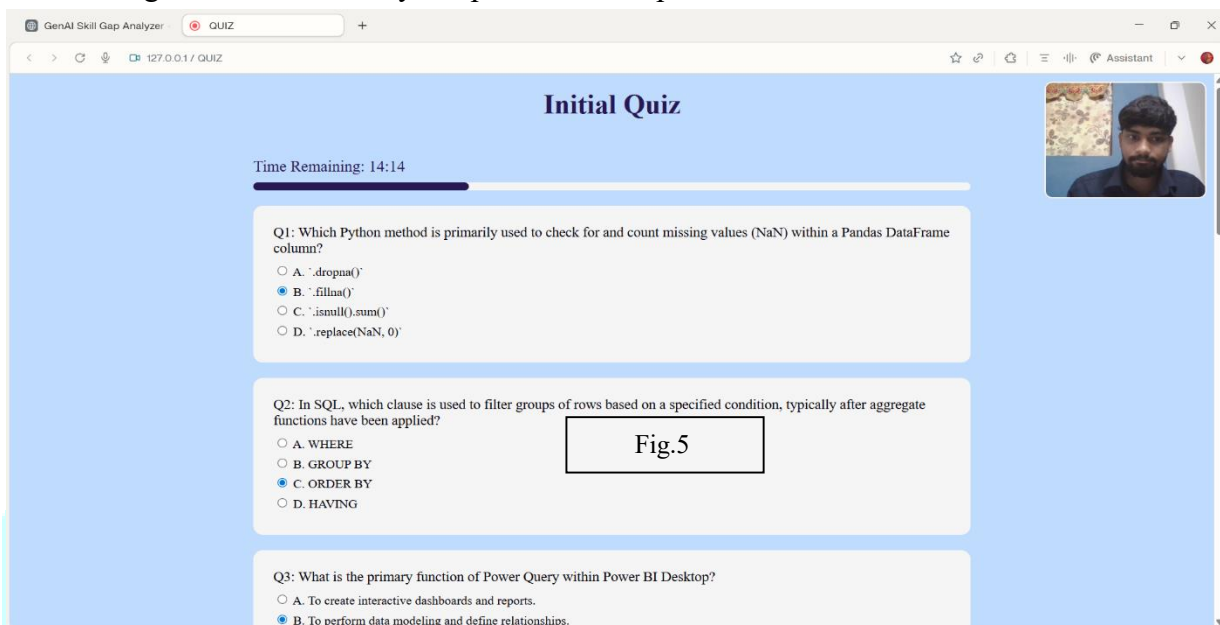 GenAI Skill Gap Analyzer
QUIZ
127.0.0.1 / QUIZ
Assistant
Initial Quiz
Time Remaining: 14:14
Q1: Which Python method is primarily used to check for and count missing values (NaN) within a Pandas DataFrame
column?
A. `.dropna()`
B. `.fillna()`
C. `.isnull().sum()`
D. `.replace(NaN, 0)`
Q2: In SQL, which clause is used to filter groups of rows based on a specified condition, typically after aggregate
functions have been applied?
Fig.5
A. WHERE
B. GROUP BY
C. ORDER BY
D. HAVING
Q3: What is the primary function of Power Query within Power BI Desktop?
A. To create interactive dashboards and reports.
B. To perform data modeling and define relationships.